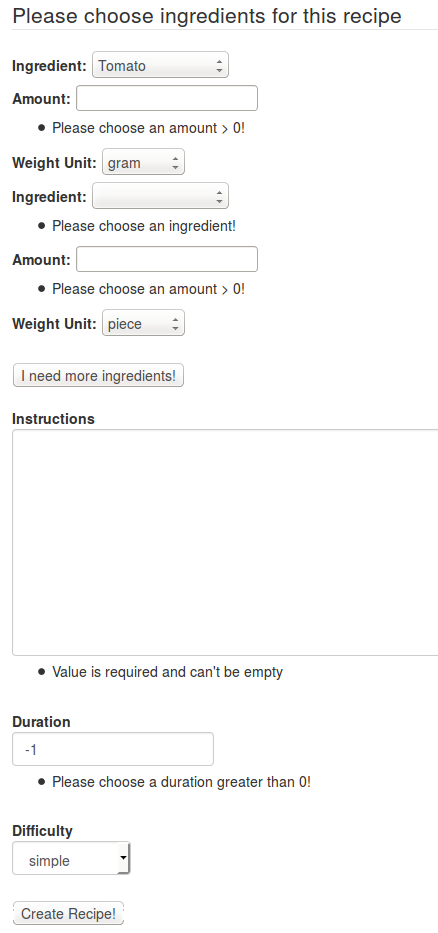 Please choose ingredients for this recipe
Ingredient: Tomato
Amount:
• Please choose an amount > 0!
Weight Unit: gram
Ingredient:
• Please choose an ingredient!
Amount:
• Please choose an amount > 0!
Weight Unit: piece
I need more ingredients!
Instructions
• Value is required and can't be empty
Duration
-1
• Please choose a duration greater than 0!
Difficulty
simple
Create Recipe!